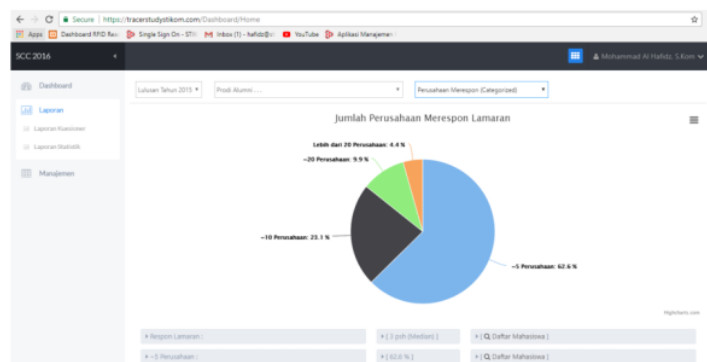 Secure | https://tracerstudystikom.com/Dashboard/Home
Apps Dashboard RFID Rea Single Sign On - STI Inbox (1) - hafidz@s YouTube Aplikasi Manajemen
SCC 2016
Mohammad Al Hafidz, S.Kom
Dashboard
Lulusan Tahun 2015
Prodi Alumni .....
Perusahaan Merespon (Categorized)
Laporan
Laporan Kuesioner
Laporan Statistik
Manajemen
Jumlah Perusahaan Merespon Lamaran
Lebih dari 20 Perusahaan: 4.4 %
~20 Perusahaan: 9.9 %
~10 Perusahaan: 23.1 %
~5 Perusahaan: 62.6 %
Highcharts.com
Respon Lamaran :
[ 3 prh (Median) ]
[ Daftar Mahasiswa ]
~5 Perusahaan :
[ 62.6 % ]
[ Daftar Mahasiswa ]